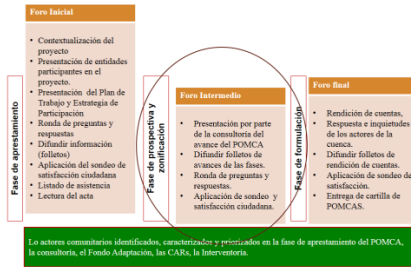 Fase de aprestamiento
Foro Inicial
• Contextualización del
proyecto
• Presentación de entidades
participantes en el
proyecto.
• Presentación del Plan de
Trabajo y Estrategia de
Participación
• Ronda de preguntas y
respuestas
• Difundir información
(folletos)
• Aplicación del sondeo de
satisfacción ciudadana
• Listado de asistencia
• Lectura del acta
Fase de prospectiva y
zonificación
Foro Intermedio
• Presentación por parte
de la consultoría del
avance del POMCA
• Difundir folletos de
avances de las fases.
• Ronda de preguntas y
respuestas.
• Aplicación de sondeo y
satisfacción ciudadana.
Fase de formulación
Foro final
• Rendición de cuentas,
• Respuesta e inquietudes
de los actores de la
cuenca.
• Difundir folletos de
rendición de cuentas.
• Aplicación de sondeo de
satisfacción.
• Entrega de cartilla de
POMCAS.
Lo actores comunitarios identificados, caracterizados y priorizados en la fase de aprestamiento del POMCA,
la consultoría, el Fondo Adaptación, las CARs, la Interventoría.